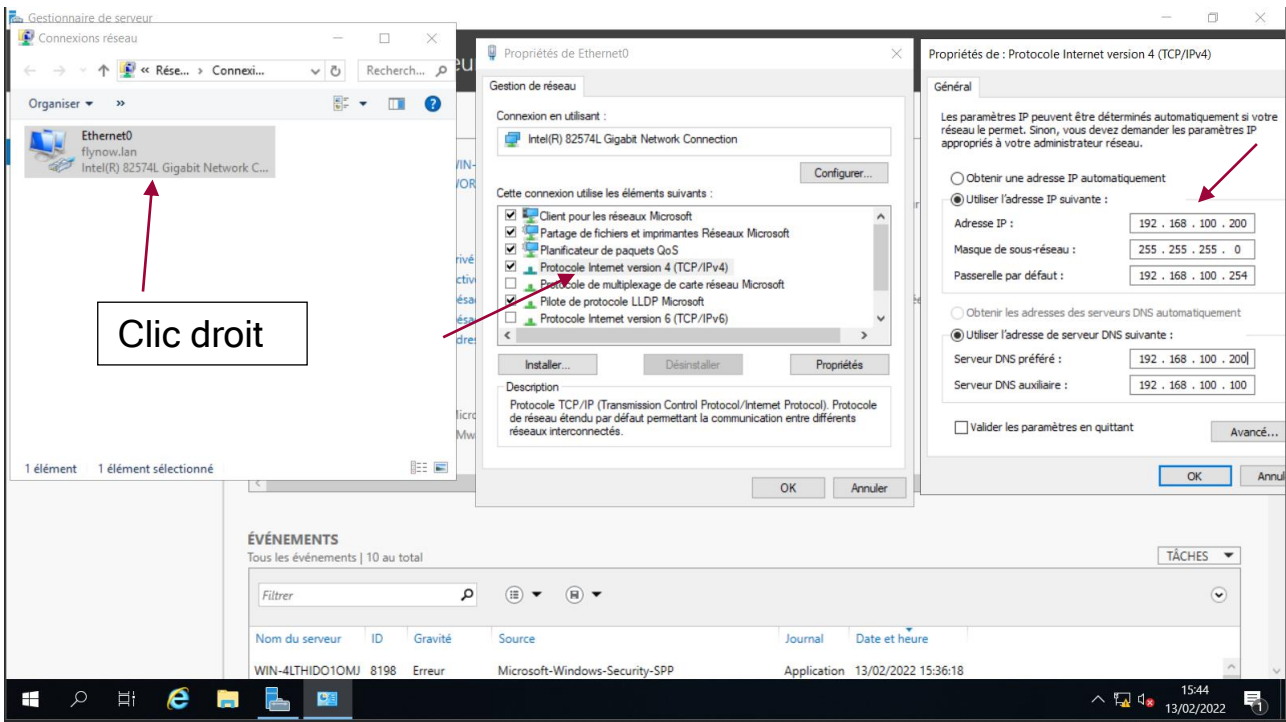 Gestionnaire de serveur
Connexions réseau
« Rése... › Connexi...
Recherch...
Organiser
»
Ethernet0
flynow.lan
Intel(R) 82574L Gigabit Network C...
Clic droit
1 élément
1 élément sélectionné
Propriétés de Ethernet0
Gestion de réseau
Connexion en utilisant :
Intel(R) 82574L Gigabit Network Connection
Configurer...
Cette connexion utilise les éléments suivants :
Client pour les réseaux Microsoft
Partage de fichiers et imprimantes Réseaux Microsoft
Planificateur de paquets QoS
Protocole Internet version 4 (TCP/IPv4)
Protocole de multiplexage de carte réseau Microsoft
Pilote de protocole LLDP Microsoft
Protocole Internet version 6 (TCP/IPv6)
Installer...
Désinstaller
Propriétés
Description
Protocole TCP/IP (Transmission Control Protocol/Internet Protocol). Protocole
de réseau étendu par défaut permettant la communication entre différents
réseaux interconnectés.
OK
Annuler
Propriétés de : Protocole Internet version 4 (TCP/IPv4)
Général
Les paramètres IP peuvent être déterminés automatiquement si votre
réseau le permet. Sinon, vous devez demander les paramètres IP
appropriés à votre administrateur réseau.
Obtenir une adresse IP automatiquement
Utiliser l'adresse IP suivante :
Adresse IP : 192 . 168 . 100 . 200
Masque de sous-réseau : 255 . 255 . 255 . 0
Passerelle par défaut : 192 . 168 . 100 . 254
Obtenir les adresses des serveurs DNS automatiquement
Utiliser l'adresse de serveur DNS suivante :
Serveur DNS préféré : 192 . 168 . 100 . 200
Serveur DNS auxiliaire : 192 . 168 . 100 . 100
Valider les paramètres en quittant
Avancé...
OK
Annul
ÉVÉNEMENTS
Tous les événements | 10 au total
TÂCHES
Filtrer
Nom du serveur ID Gravité Source Journal Date et heure
WIN-4LTHIDO1OMJ 8198 Erreur Microsoft-Windows-Security-SPP Application 13/02/2022 15:36:18
15:44
13/02/2022
1